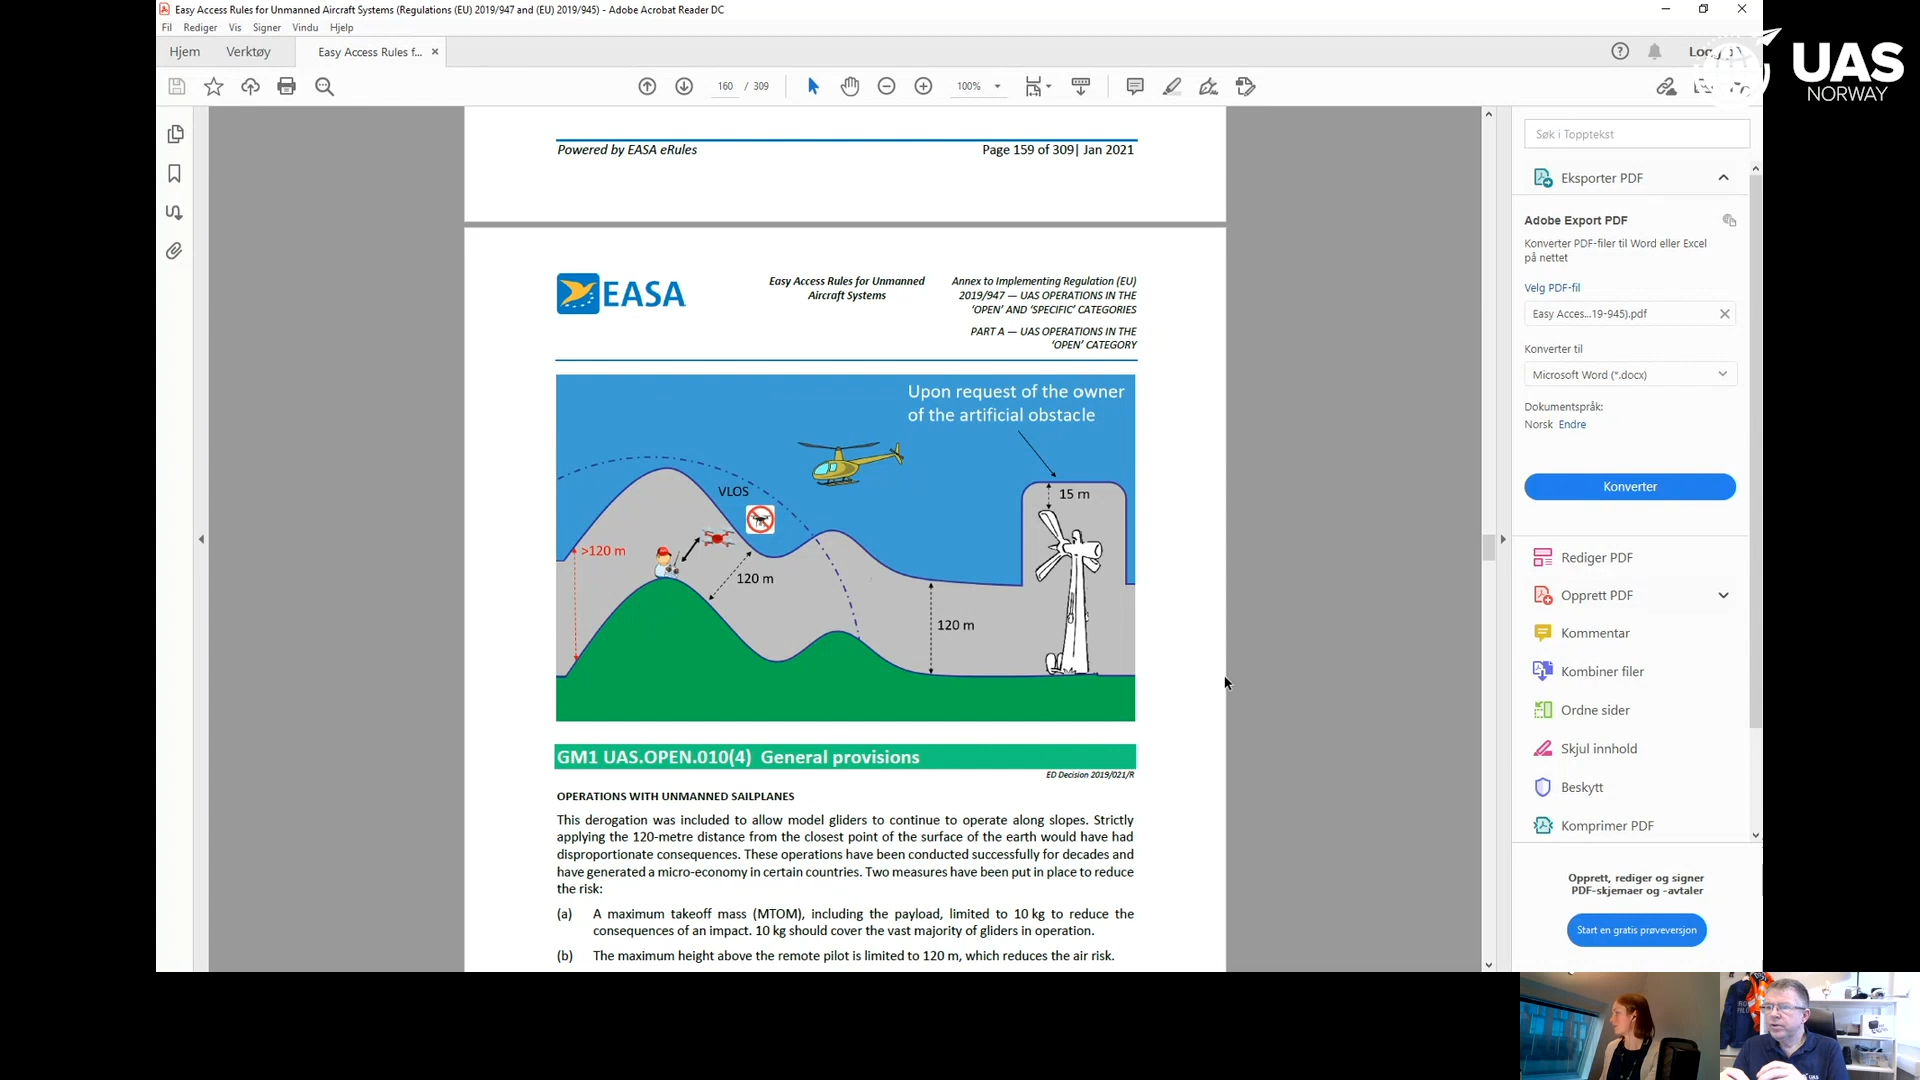 Easy Access Rules for Unmanned Aircraft Systems (Regulations (EU) 2019/947 and (EU) 2019/945) - Adobe Acrobat Reader DC
Fil Rediger Vis Signer Vindu Hjelp
Hjem Verktøy Easy Access Rules f...
160 / 309 100%
UAS
NORWAY
Powered by EASA eRules Page 159 of 309| Jan 2021
EASA
Easy Access Rules for Unmanned
Aircraft Systems
Annex to Implementing Regulation (EU)
2019/947 — UAS OPERATIONS IN THE
‘OPEN’ AND ‘SPECIFIC’ CATEGORIES
PART A — UAS OPERATIONS IN THE
‘OPEN’ CATEGORY
Upon request of the owner
of the artificial obstacle
VLOS
15 m
>120 m
120 m
120 m
GM1 UAS.OPEN.010(4) General provisions
ED Decision 2019/021/R
OPERATIONS WITH UNMANNED SAILPLANES
This derogation was included to allow model gliders to continue to operate along slopes. Strictly
applying the 120-metre distance from the closest point of the surface of the earth would have had
disproportionate consequences. These operations have been conducted successfully for decades and
have generated a micro-economy in certain countries. Two measures have been put in place to reduce
the risk:
(a) A maximum takeoff mass (MTOM), including the payload, limited to 10 kg to reduce the
consequences of an impact. 10 kg should cover the vast majority of gliders in operation.
(b) The maximum height above the remote pilot is limited to 120 m, which reduces the air risk.
Søk i Topptekst
Eksporter PDF
Adobe Export PDF
Konverter PDF-filer til Word eller Excel
på nettet
Velg PDF-fil
Easy Acces...19-945).pdf
Konverter til
Microsoft Word (*.docx)
Dokumentspråk:
Norsk Endre
Konverter
Rediger PDF
Opprett PDF
Kommentar
Kombiner filer
Ordne sider
Skjul innhold
Beskytt
Komprimer PDF
Opprett, rediger og signer
PDF-skjemaer og -avtaler
Start en gratis prøveversjon